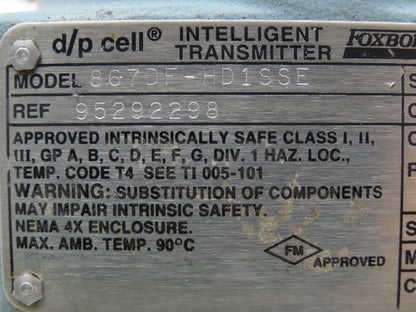 d/p cell® INTELLIGENT FOXBO
TRANSMITTER
MODEL 867DF-HD1SSE
REF 95292298
APPROVED INTRINSICALLY SAFE CLASS I, II,
III, GP A, B, C, D, E, F, G, DIV. 1 HAZ. LOC.,
TEMP. CODE T4 SEE TI 005-101
WARNING: SUBSTITUTION OF COMPONENTS
MAY IMPAIR INTRINSIC SAFETY.
NEMA 4X ENCLOSURE.
MAX. AMB. TEMP. 90°C
FM APPROVED